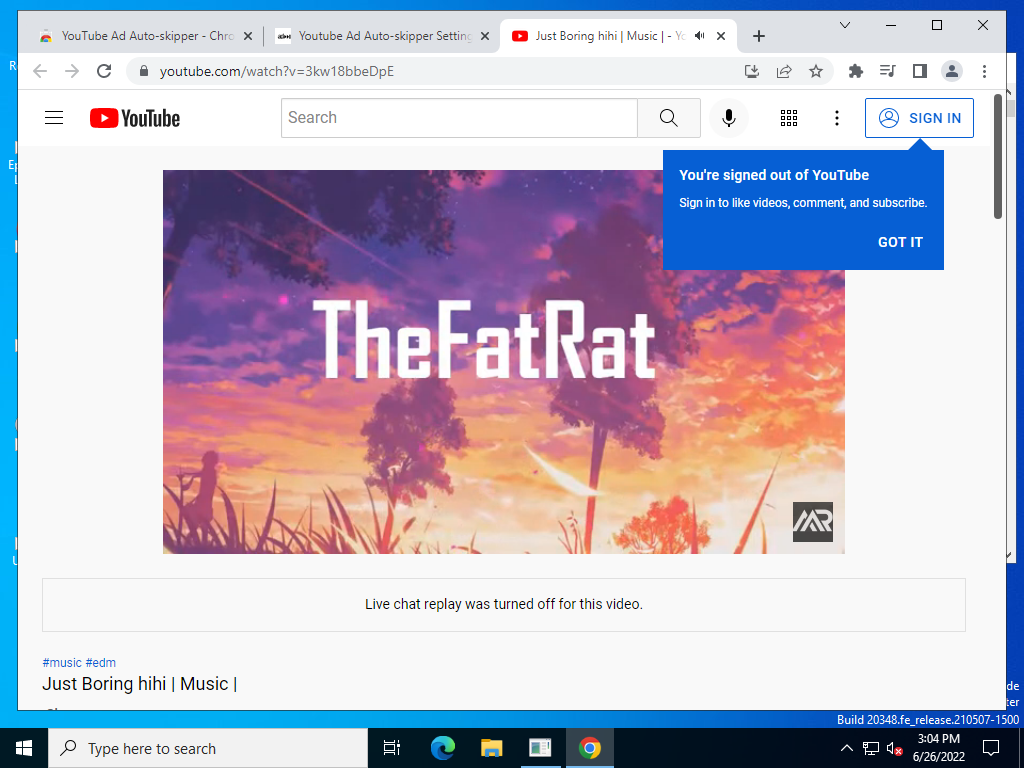 YouTube Ad Auto-skipper - Chro
Youtube Ad Auto-skipper Setting
Just Boring hihi | Music | - Yo
youtube.com/watch?v=3kw18bbeDpE
YouTube
Search
SIGN IN
You're signed out of YouTube
Sign in to like videos, comment, and subscribe.
GOT IT
TheFatRat
MR
Live chat replay was turned off for this video.
#music #edm
Just Boring hihi | Music |
Build 20348.fe_release.210507-1500
Type here to search
3:04 PM
6/26/2022